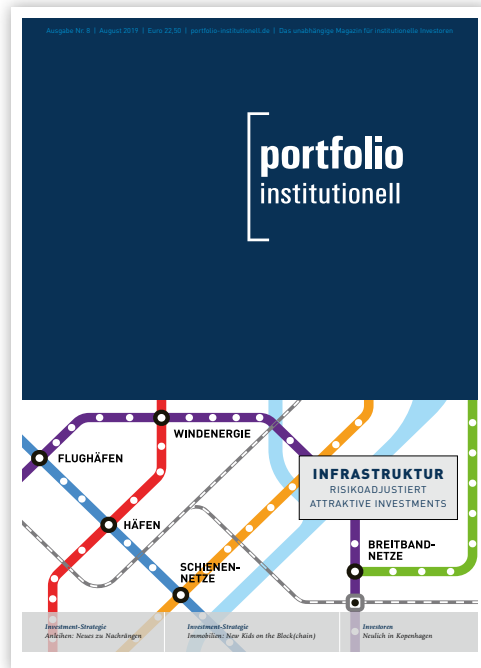 Ausgabe Nr. 8 | August 2019 | Euro 22,50 | portfolio-institutionell.de | Das unabhängige Magazin für institutionelle Investoren
portfolio
institutionell
WINDENERGIE
FLUGHÄFEN
INFRASTRUKTUR
RISIKOADJUSTIERT
ATTRAKTIVE INVESTMENTS
HÄFEN
BREITBAND-
NETZE
SCHIENEN-
NETZE
Investment-Strategie
Anleihen: Neues zu Nachrängen
Investment-Strategie
Immobilien: New Kids on the Block(chain)
Investoren
Neulich in Kopenhagen